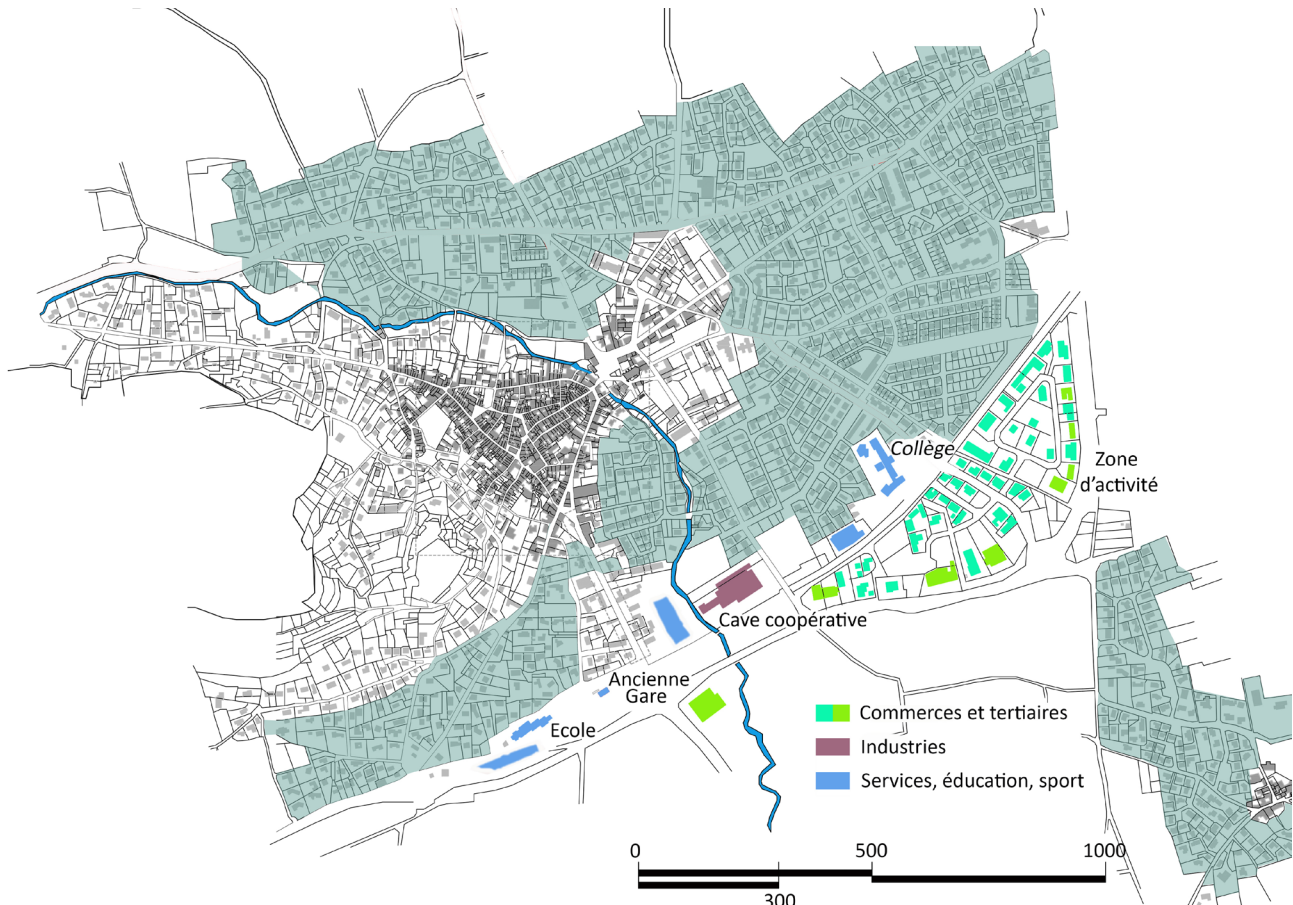 Collège
Zone
d'activité
Cave coopérative
Ancienne
Gare
Ecole
Commerces et tertiaires
Industries
Services, éducation, sport
0
500
1000
300